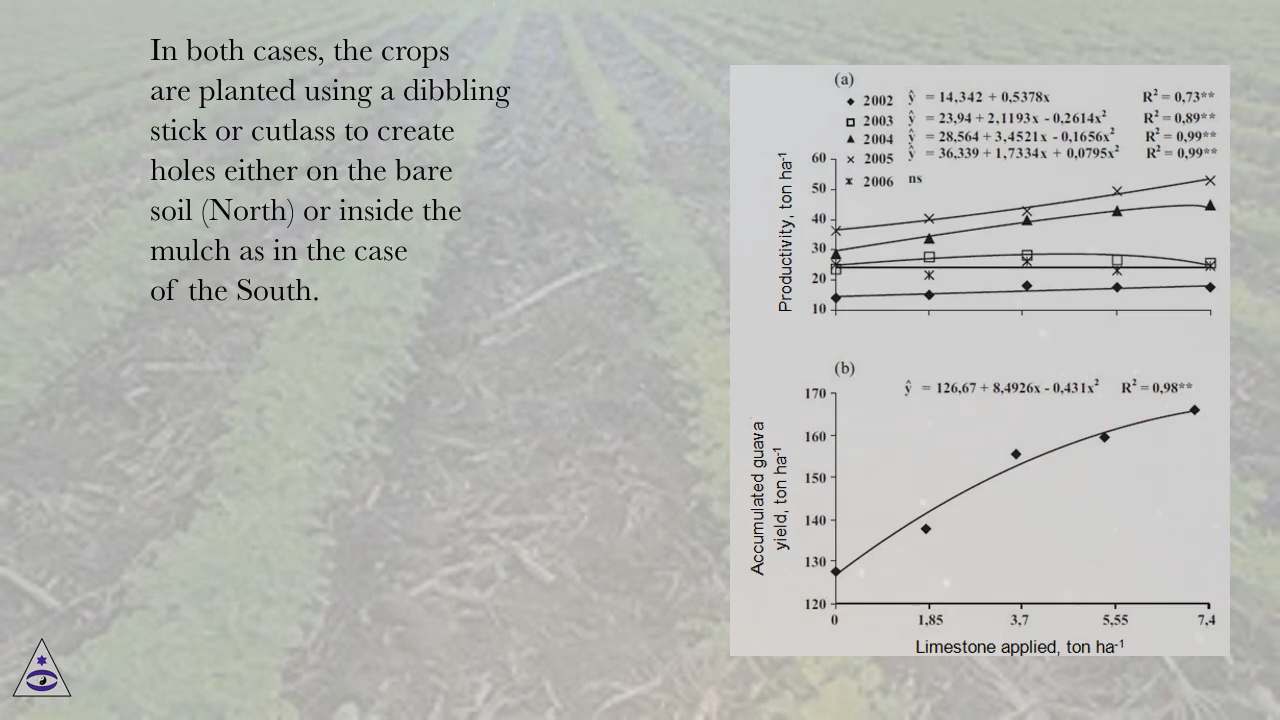 In both cases, the crops
are planted using a dibbling
stick or cutlass to create
holes either on the bare
soil (North) or inside the
mulch as in the case
of the South.
(a)
2002 ŷ = 14,342 + 0,5378x R² = 0,73**
2003 ŷ = 23,94 + 2,1193x - 0,2614x² R² = 0,89**
2004 ŷ = 28,564 + 3,4521x - 0,1656x² R² = 0,99**
2005 ŷ = 36,339 + 1,7334x + 0,0795x² R² = 0,99**
2006 ns
Productivity, ton ha⁻¹
60
50
40
30
20
10
(b)
ŷ = 126,67 + 8,4926x - 0,431x² R² = 0,98**
Accumulated guava
yield, ton ha⁻¹
170
160
150
140
130
120
0 1,85 3,7 5,55 7,4
Limestone applied, ton ha⁻¹